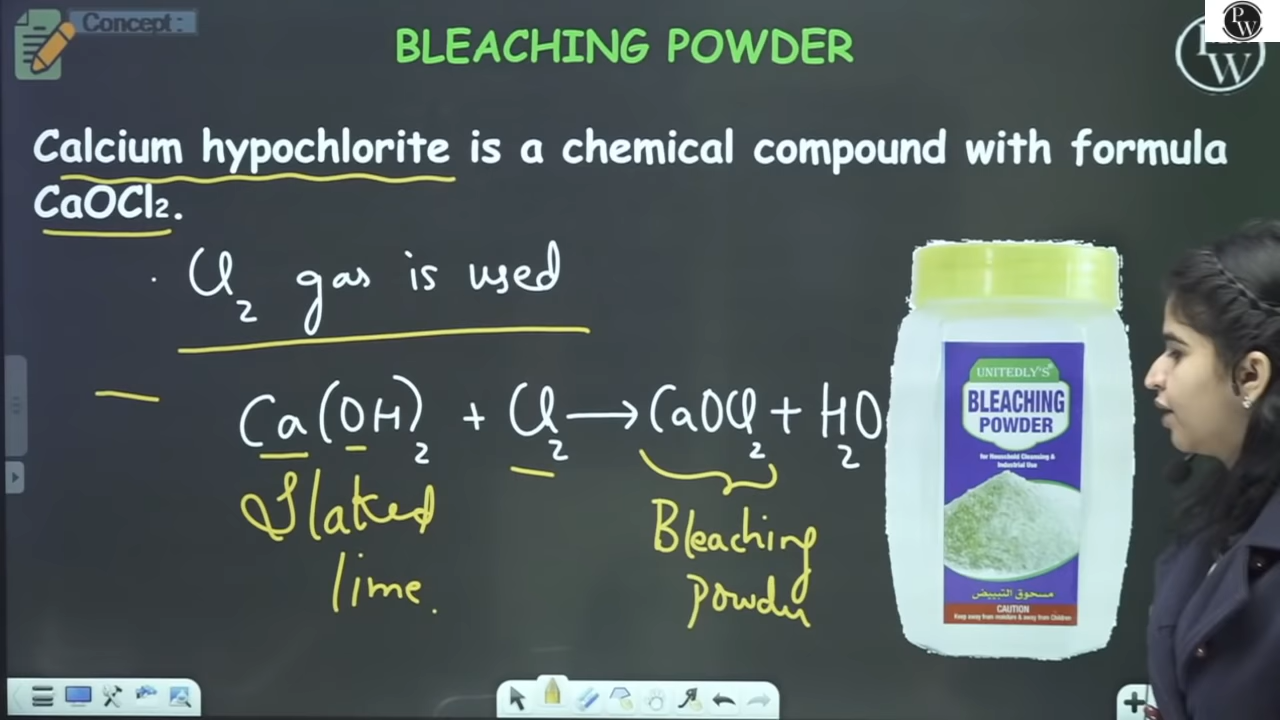 Concept :
BLEACHING POWDER
PW
PW
Calcium hypochlorite is a chemical compound with formula
CaOCl₂.
Cl₂ gas is used
Ca(OH)₂ + Cl₂ → CaOCl₂ + H₂O
Slaked
lime.
Bleaching
powder
UNITEDLY'S
BLEACHING
POWDER
for Household Cleansing &
Industrial Use
مسحوق التبييض
CAUTION
Keep away from moisture & away from Children